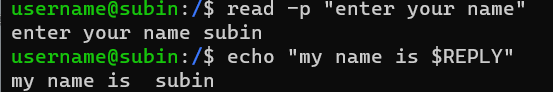 username@subin:/$ read -p "enter your name"
enter your name subin
username@subin:/$ echo "my name is $REPLY"
my name is  subin